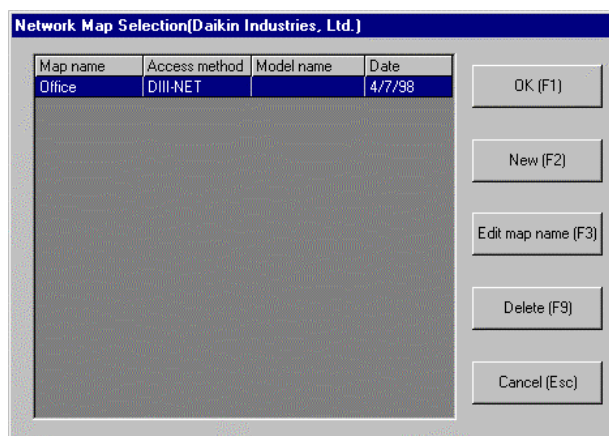 Network Map Selection(Daikin Industries, Ltd.)
Map name Access method Model name Date
Office DIII-NET 4/7/98
OK (F1)
New (F2)
Edit map name (F3)
Delete (F9)
Cancel (Esc)